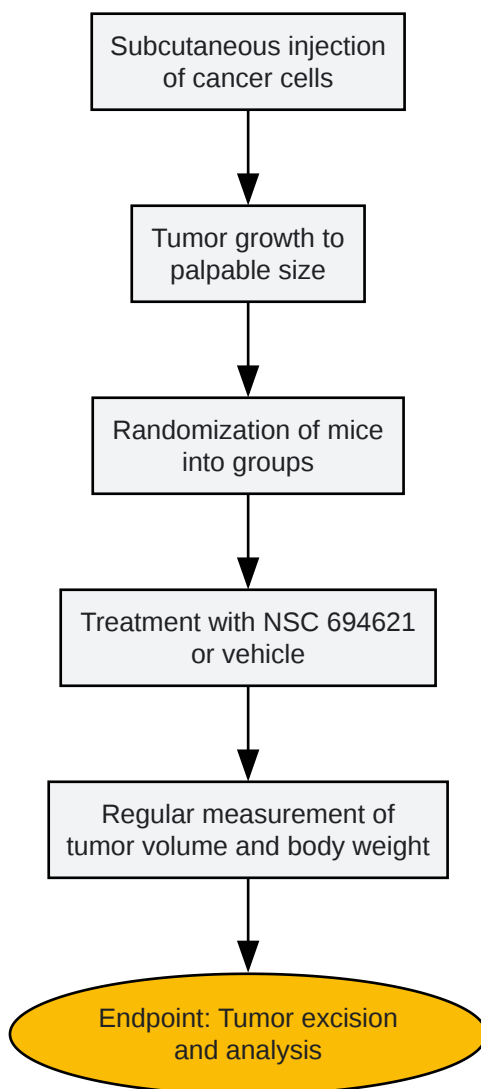 Subcutaneous injection
of cancer cells
Tumor growth to
palpable size
Randomization of mice
into groups
Treatment with NSC 694621
or vehicle
Regular measurement of
tumor volume and body weight
Endpoint: Tumor excision
and analysis